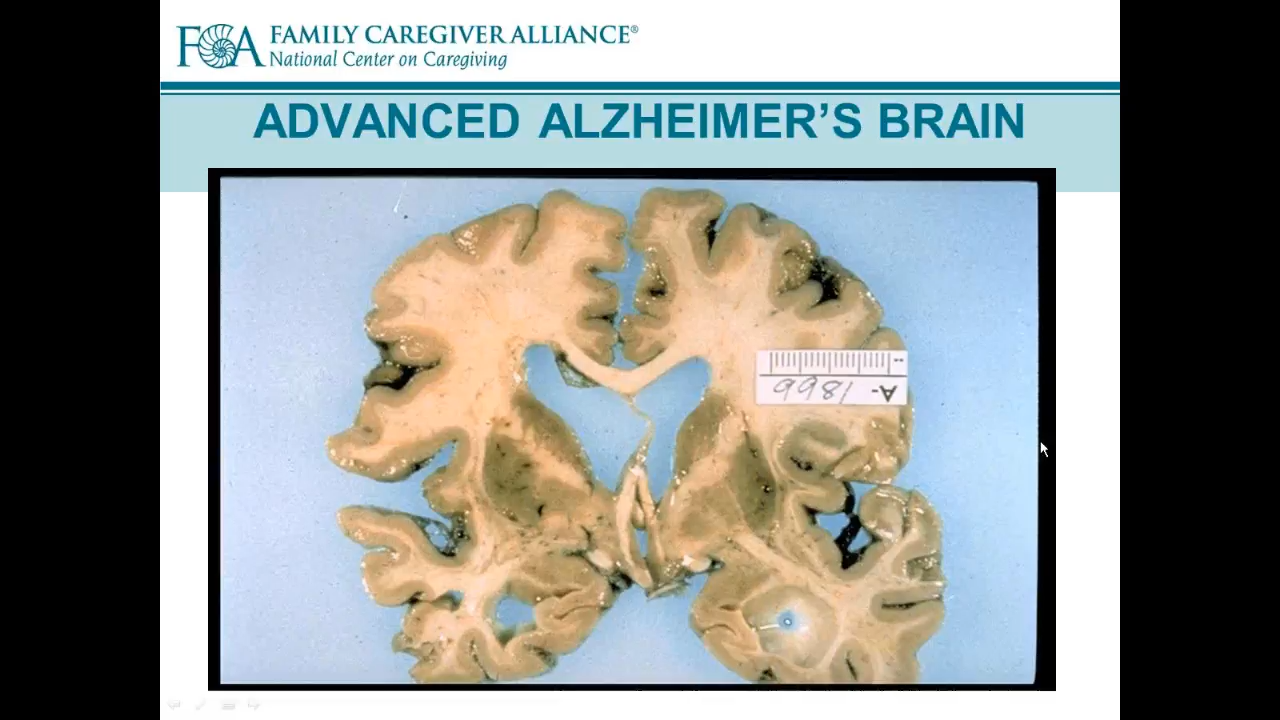 FCA FAMILY CAREGIVER ALLIANCE®
National Center on Caregiving
ADVANCED ALZHEIMER'S BRAIN
A-1866